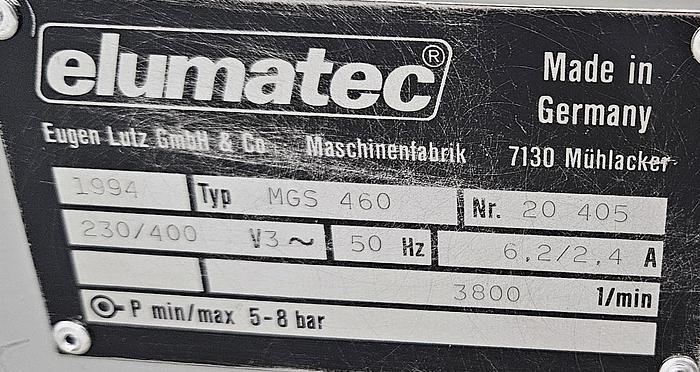 elumatec®
Made in
Germany
Eugen Lutz GmbH & Co Maschinenfabrik 7130 Mühlacker
1994 Typ MGS 460 Nr. 20 405
230/400 V3~ 50 Hz 6,2/2,4 A
3800 1/min
P min/max 5-8 bar